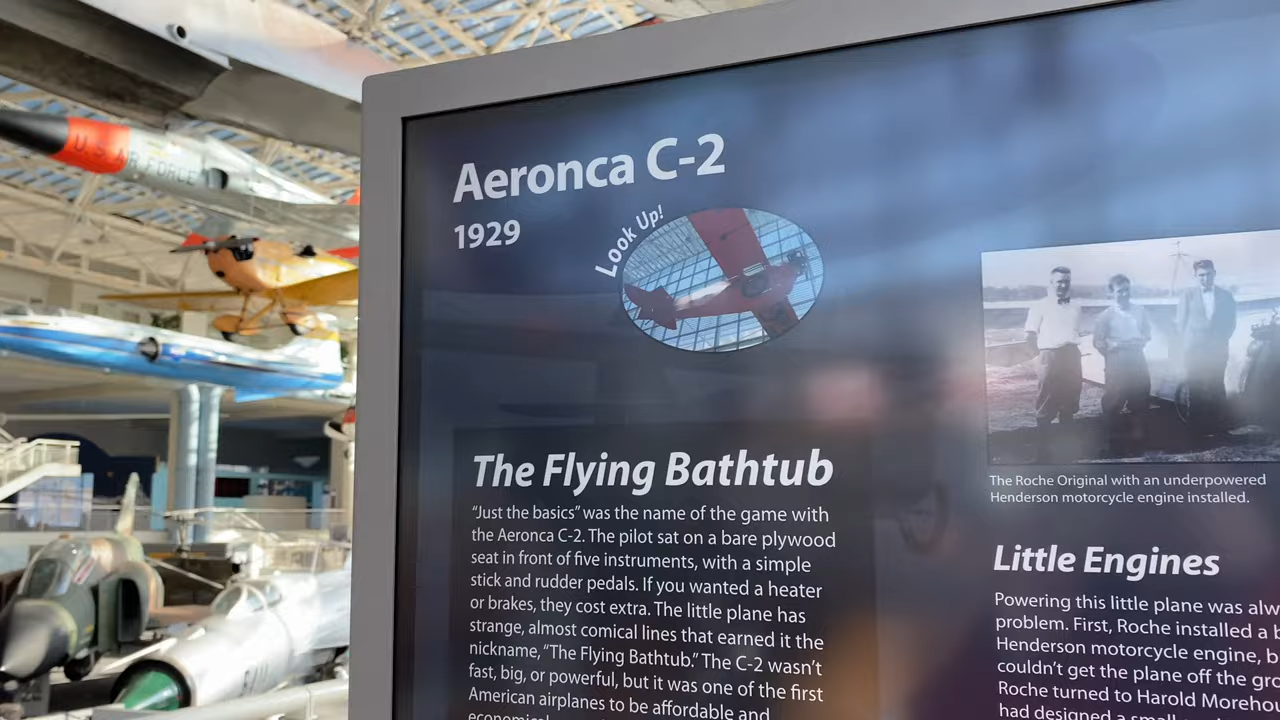 U.S. AIR FORCE
Aeronca C-2
1929
Look Up!
The Flying Bathtub
“Just the basics” was the name of the game with
the Aeronca C-2. The pilot sat on a bare plywood
seat in front of five instruments, with a simple
stick and rudder pedals. If you wanted a heater
or brakes, they cost extra. The little plane has
strange, almost comical lines that earned it the
nickname, “The Flying Bathtub.” The C-2 wasn’t
fast, big, or powerful, but it was one of the first
American airplanes to be affordable and
The Roche Original with an underpowered
Henderson motorcycle engine installed.
Little Engines
Powering this little plane was
problem. First, Roche installed a
Henderson motorcycle engine,
couldn’t get the plane off the
Roche turned to Harold
had designed a small